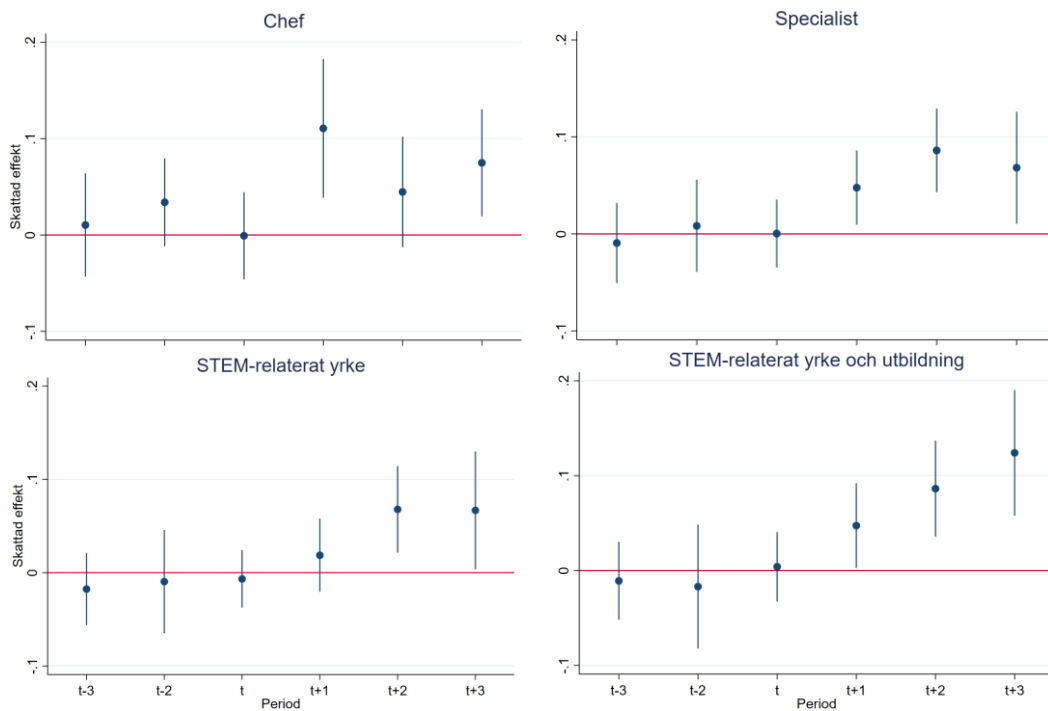 Chef
Specialist
Skattad effekt
.2
.1
0
-.1
.2
.1
0
-.1
STEM-relaterat yrke
STEM-relaterat yrke och utbildning
Skattad effekt
.2
.1
0
-.1
.2
.1
0
-.1
t-3 t-2 t t+1 t+2 t+3
Period
t-3 t-2 t t+1 t+2 t+3
Period